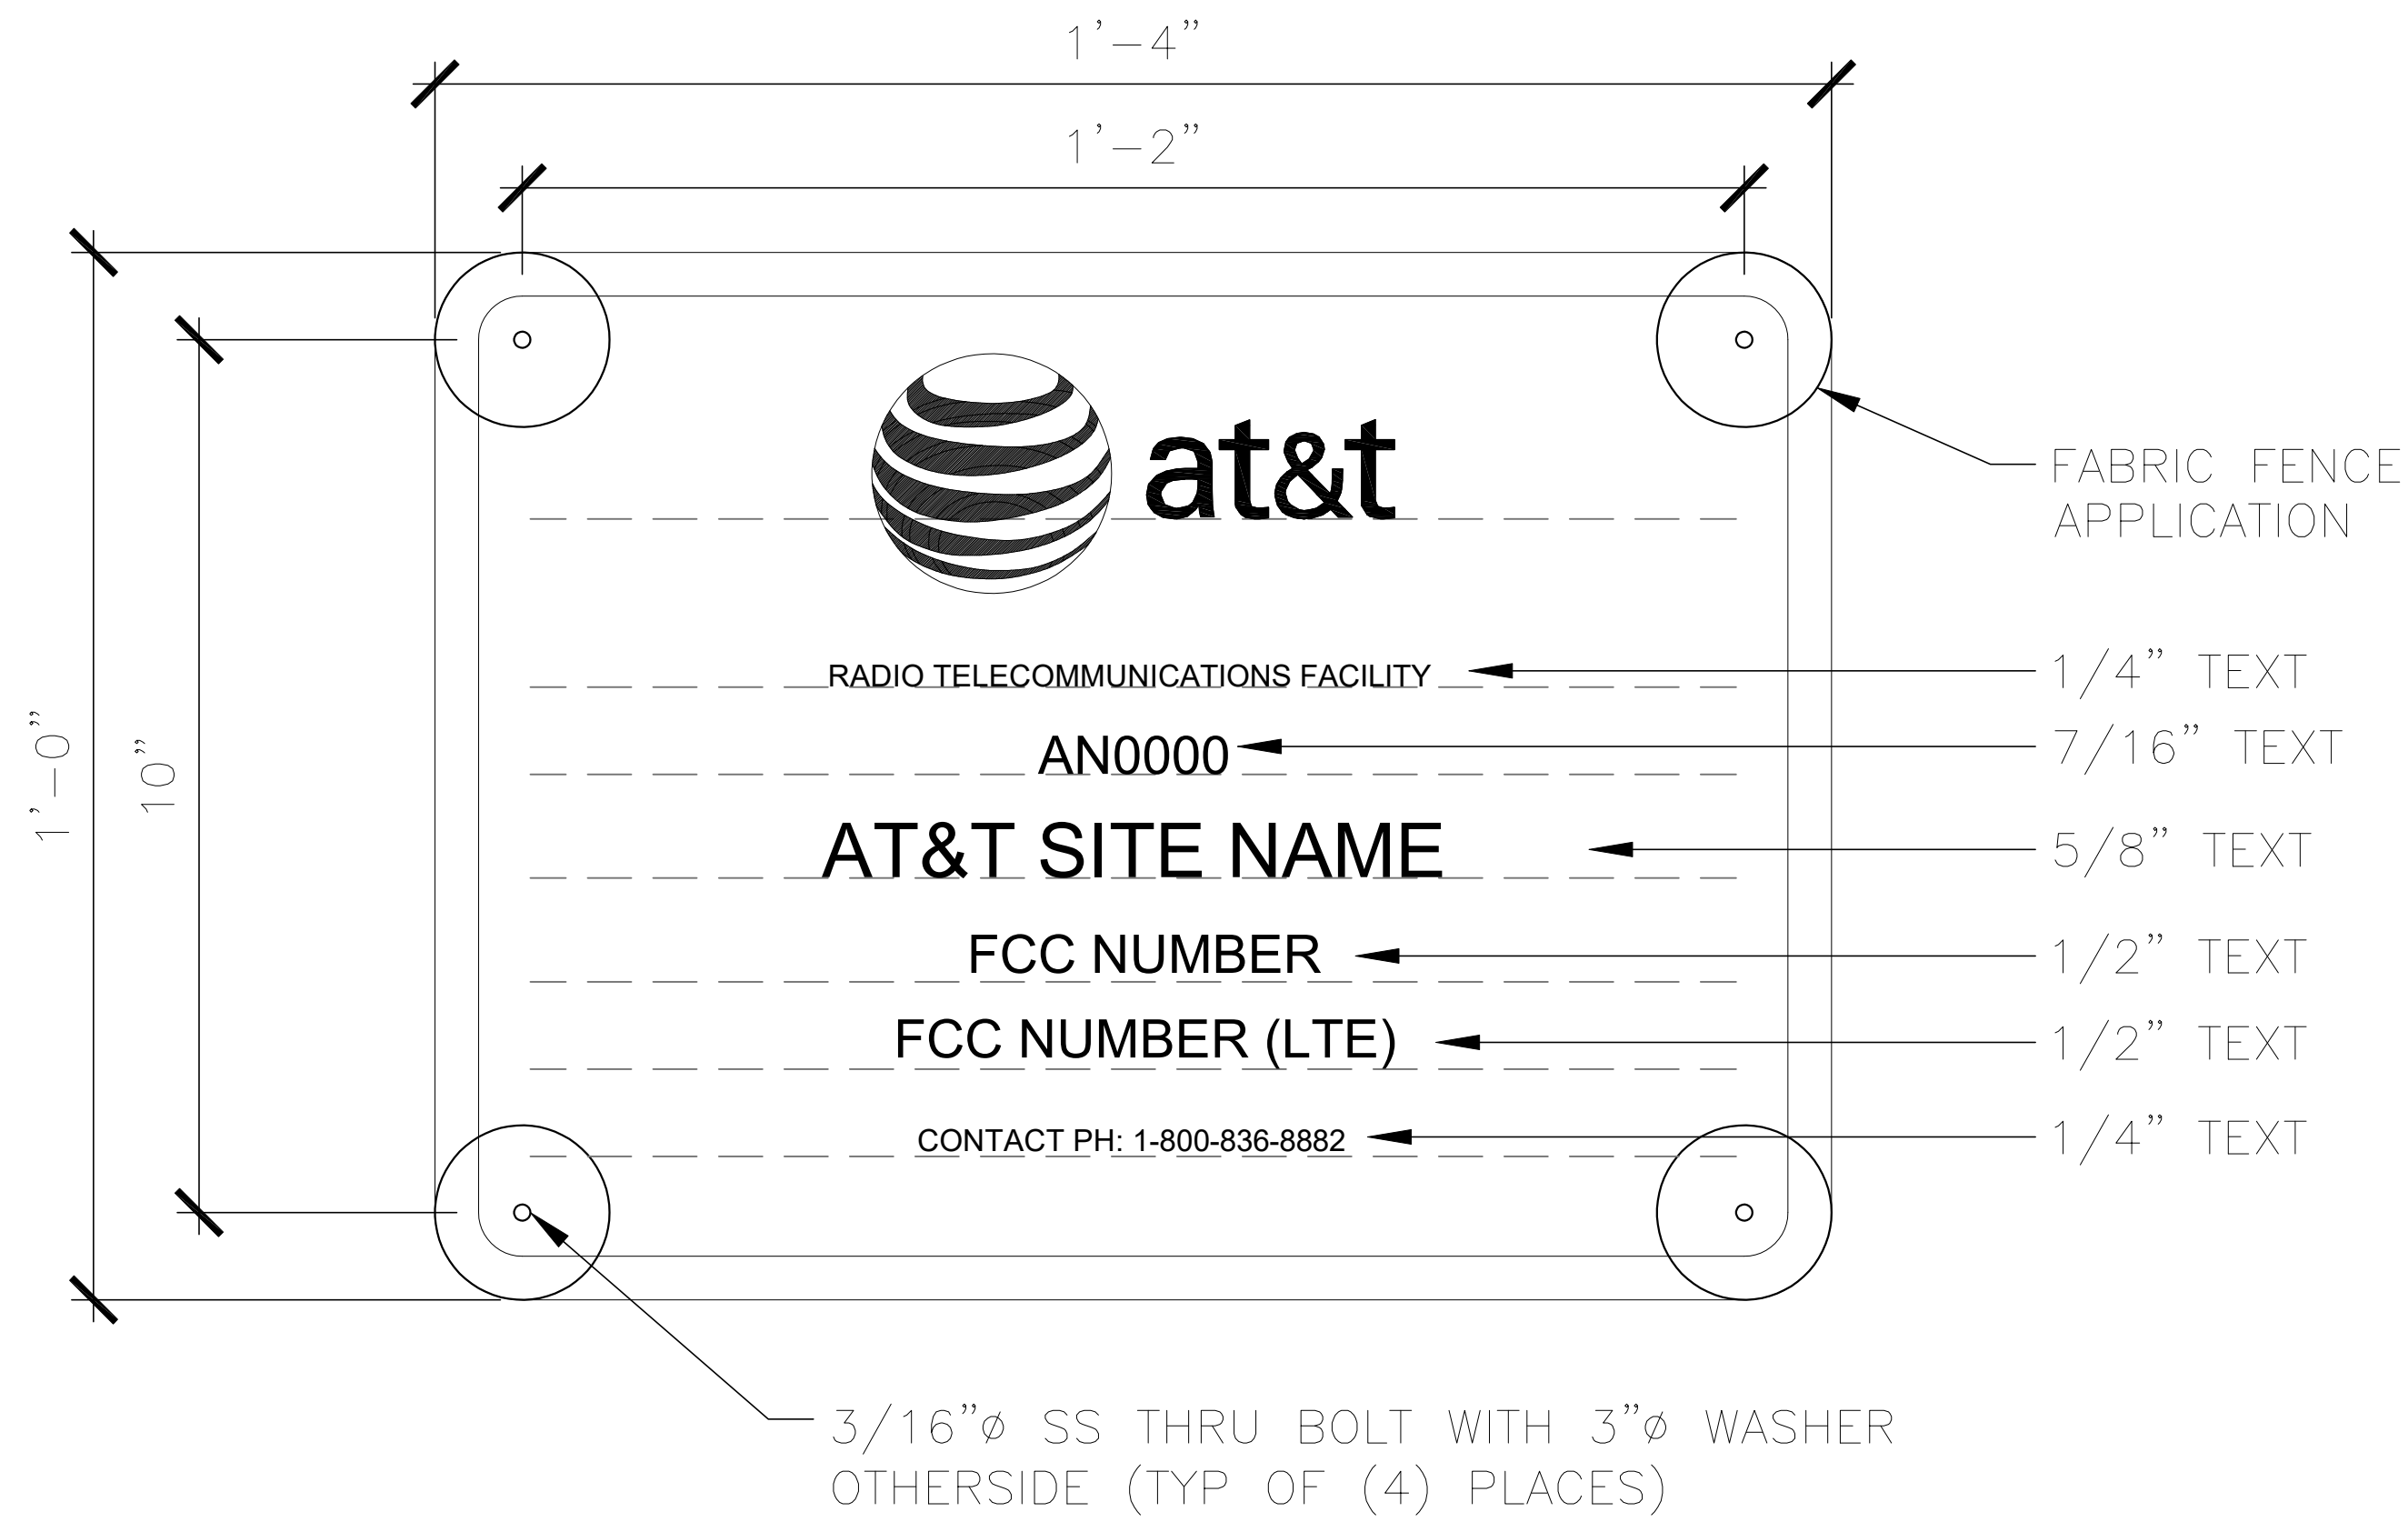 1'-4"
1'-2"
at&t
FABRIC FENCE
APPLICATION
RADIO TELECOMMUNICATIONS FACILITY
1/4" TEXT
AN0000
7/16" TEXT
1'-0"
10"
AT&T SITE NAME
5/8" TEXT
FCC NUMBER
1/2" TEXT
FCC NUMBER (LTE)
1/2" TEXT
CONTACT PH: 1-800-836-8882
1/4" TEXT
3/16"ø SS THRU BOLT WITH 3"ø WASHER
OTHERSIDE (TYP OF (4) PLACES)